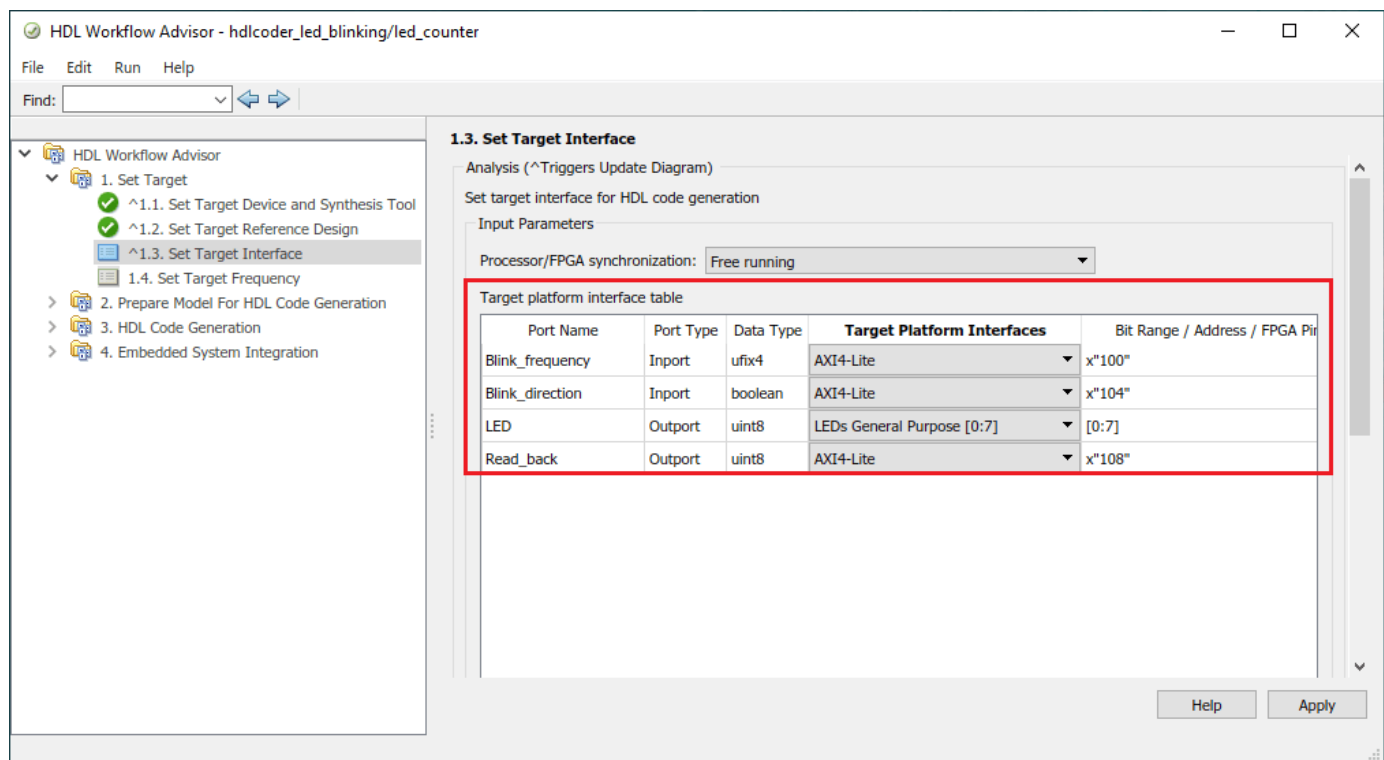 HDL Workflow Advisor - hdlcoder_led_blinking/led_counter
File Edit Run Help
Find:
HDL Workflow Advisor
1. Set Target
^1.1. Set Target Device and Synthesis Tool
^1.2. Set Target Reference Design
^1.3. Set Target Interface
1.4. Set Target Frequency
2. Prepare Model For HDL Code Generation
3. HDL Code Generation
4. Embedded System Integration
1.3. Set Target Interface
Analysis (^Triggers Update Diagram)
Set target interface for HDL code generation
Input Parameters
Processor/FPGA synchronization: Free running
Target platform interface table
Port Name Port Type Data Type Target Platform Interfaces Bit Range / Address / FPGA Pin
Blink_frequency Inport ufix4 AXI4-Lite x"100"
Blink_direction Inport boolean AXI4-Lite x"104"
LED Outport uint8 LEDs General Purpose [0:7] [0:7]
Read_back Outport uint8 AXI4-Lite x"108"
Help Apply